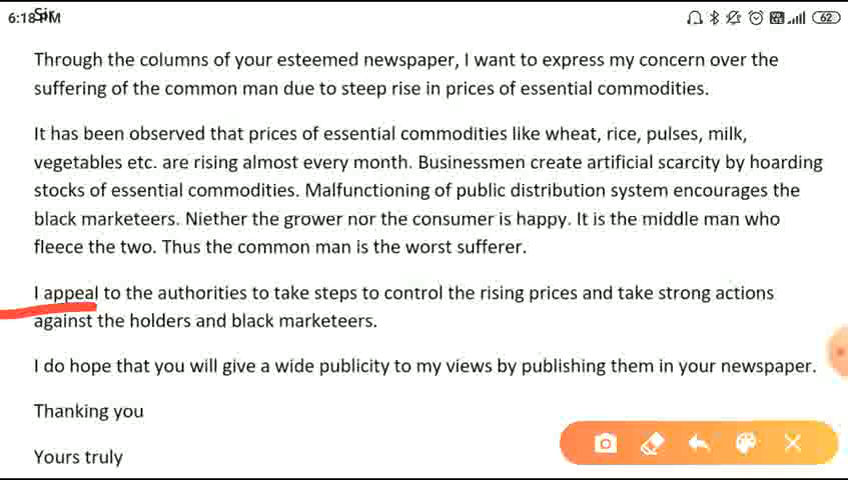 Sir
6:18 PM
62
Through the columns of your esteemed newspaper, I want to express my concern over the
suffering of the common man due to steep rise in prices of essential commodities.
It has been observed that prices of essential commodities like wheat, rice, pulses, milk,
vegetables etc. are rising almost every month. Businessmen create artificial scarcity by hoarding
stocks of essential commodities. Malfunctioning of public distribution system encourages the
black marketeers. Niether the grower nor the consumer is happy. It is the middle man who
fleece the two. Thus the common man is the worst sufferer.
I appeal to the authorities to take steps to control the rising prices and take strong actions
against the holders and black marketeers.
I do hope that you will give a wide publicity to my views by publishing them in your newspaper.
Thanking you
Yours truly